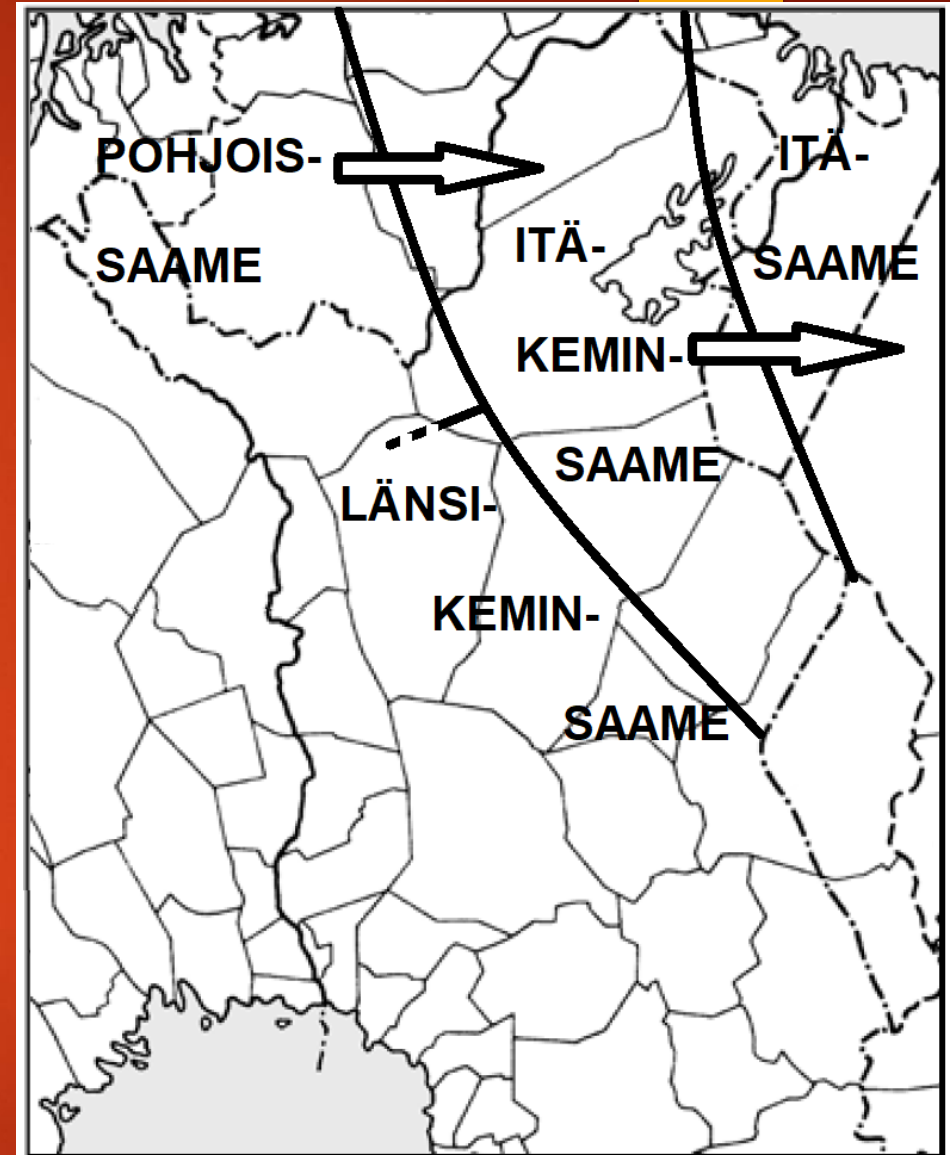 POHJOIS-
SAAME
ITÄ-
SAAME
ITÄ-
KEMIN-
SAAME
LÄNSI-
KEMIN-
SAAME